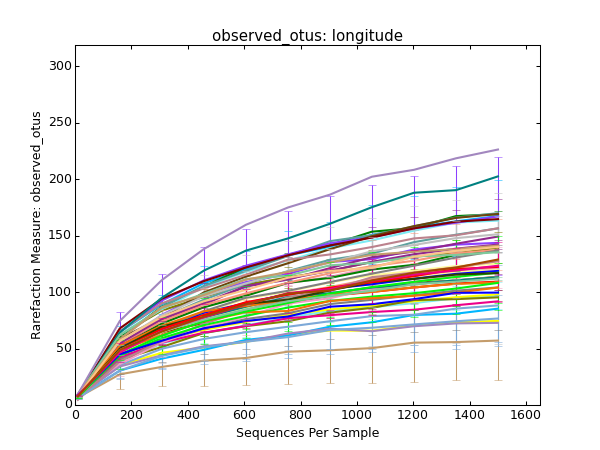 observed_otus: longitude
Rarefaction Measure: observed_otus
300
250
200
150
100
50
0
0 200 400 600 800 1000 1200 1400 1600
Sequences Per Sample